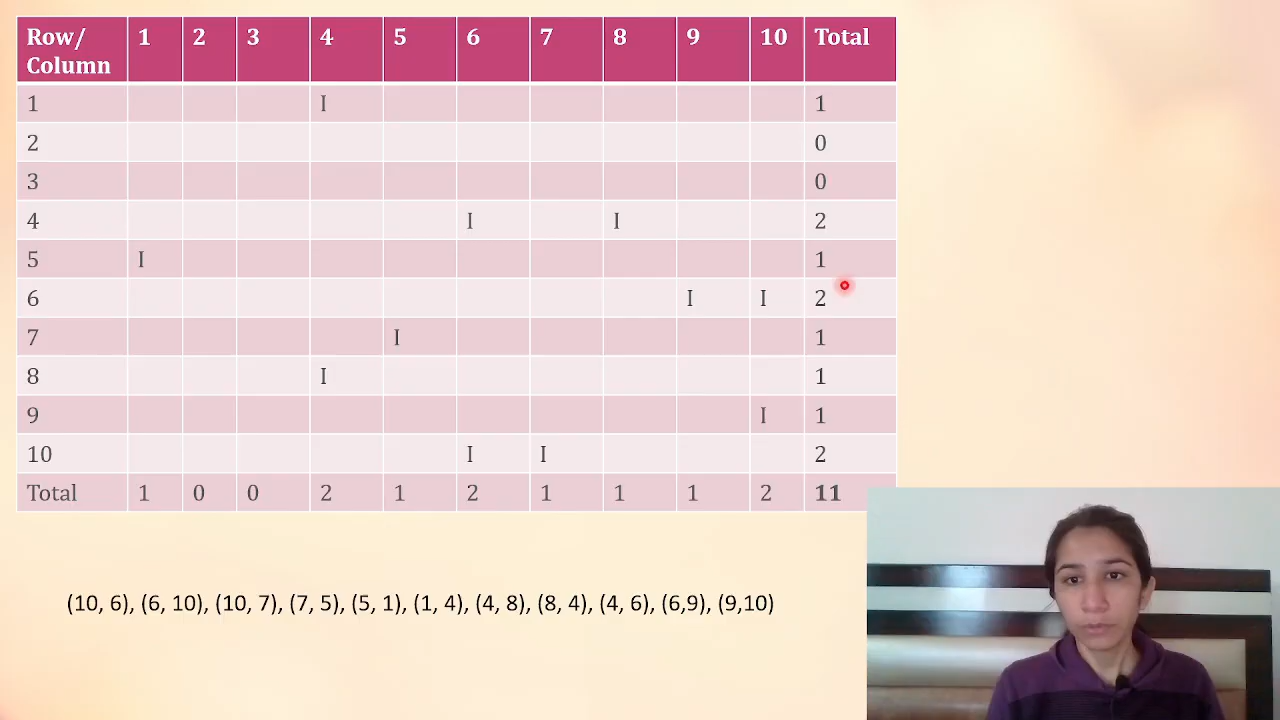 Row/ Column 1 2 3 4 5 6 7 8 9 10 Total
1 I 1
2 0
3 0
4 I I 2
5 I 1
6 I I 2
7 I 1
8 I 1
9 I 1
10 I I 2
Total 1 0 0 2 1 2 1 1 1 2 11
(10, 6), (6, 10), (10, 7), (7, 5), (5, 1), (1, 4), (4, 8), (8, 4), (4, 6), (6,9), (9,10)